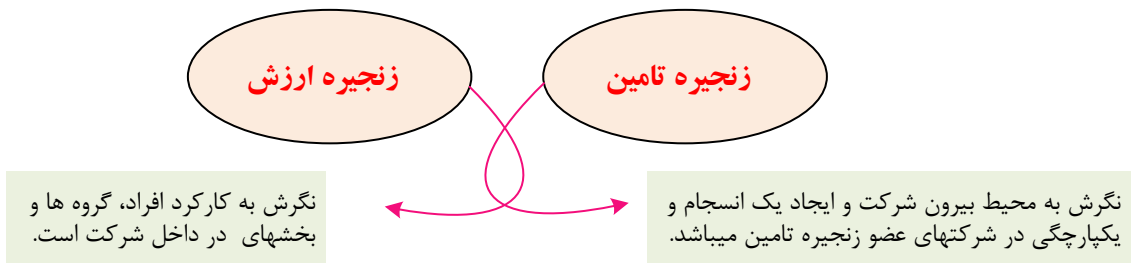 زنجیره تامین
زنجیره ارزش
نگرش به محیط بیرون شرکت و ایجاد یک انسجام و
یکپارچگی در شرکتهای عضو زنجیره تامین میباشد.
نگرش به کارکرد افراد، گروه ها و
بخشهای در داخل شرکت است.